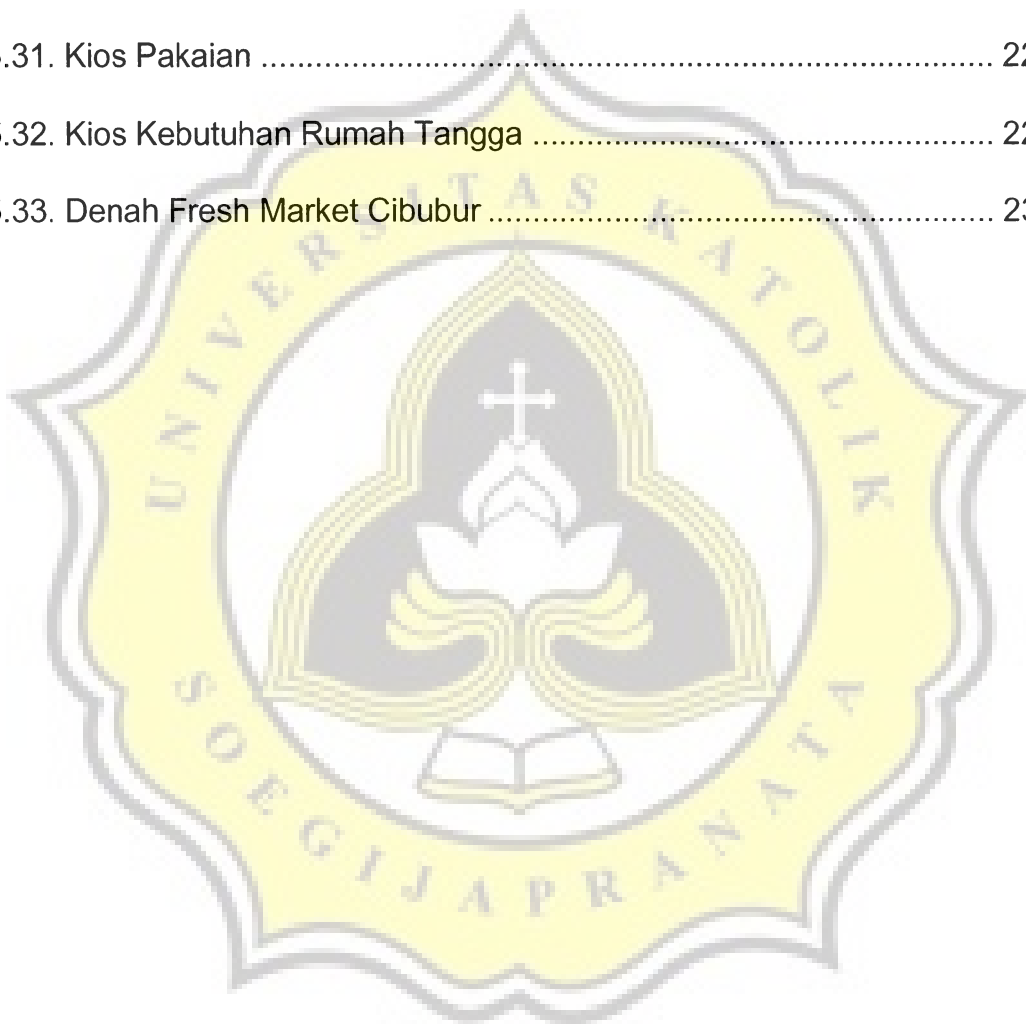 .31. Kios Pakaian ........................................................................................ 22
.32. Kios Kebutuhan Rumah Tangga ....................................................... 22
.33. Denah Fresh Market Cibubur ............................................................ 23
UNIVERSITAS KATOLIK
SOEGIJAPRANATA